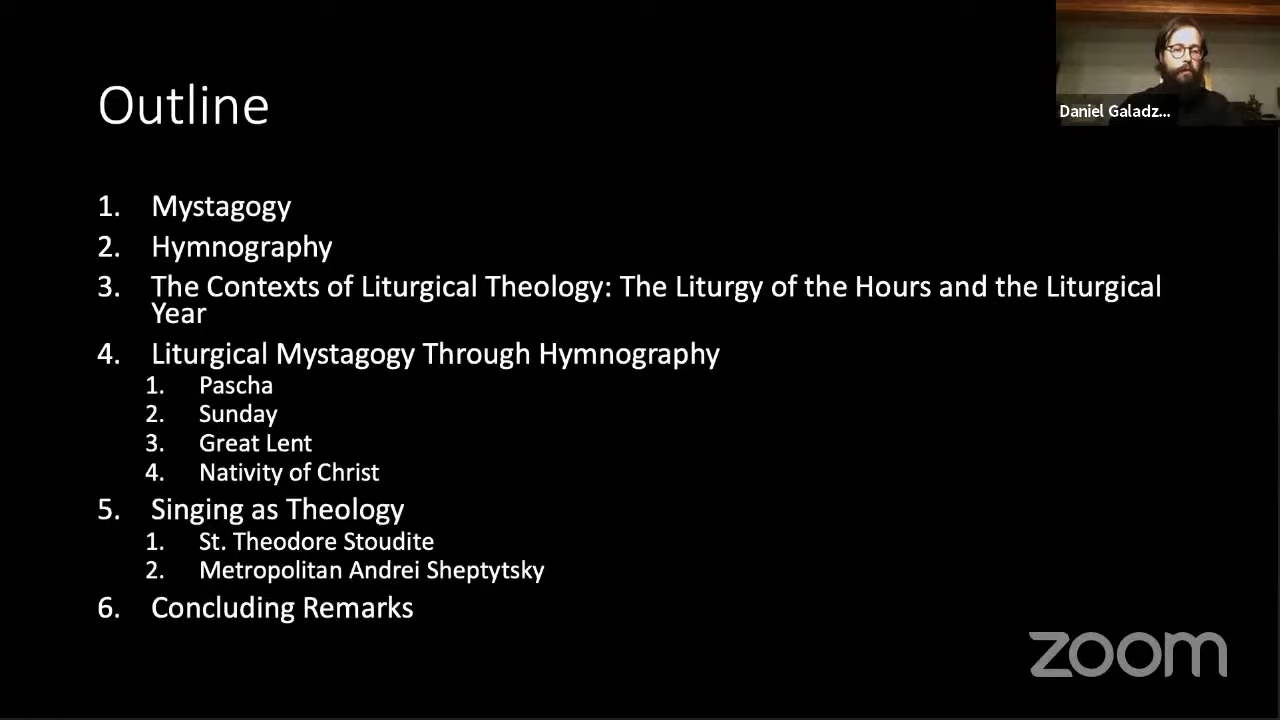 Outline
Daniel Galadz...
1. Mystagogy
2. Hymnography
3. The Contexts of Liturgical Theology: The Liturgy of the Hours and the Liturgical
Year
4. Liturgical Mystagogy Through Hymnography
1. Pascha
2. Sunday
3. Great Lent
4. Nativity of Christ
5. Singing as Theology
1. St. Theodore Stoudite
2. Metropolitan Andrei Sheptytsky
6. Concluding Remarks
zoom